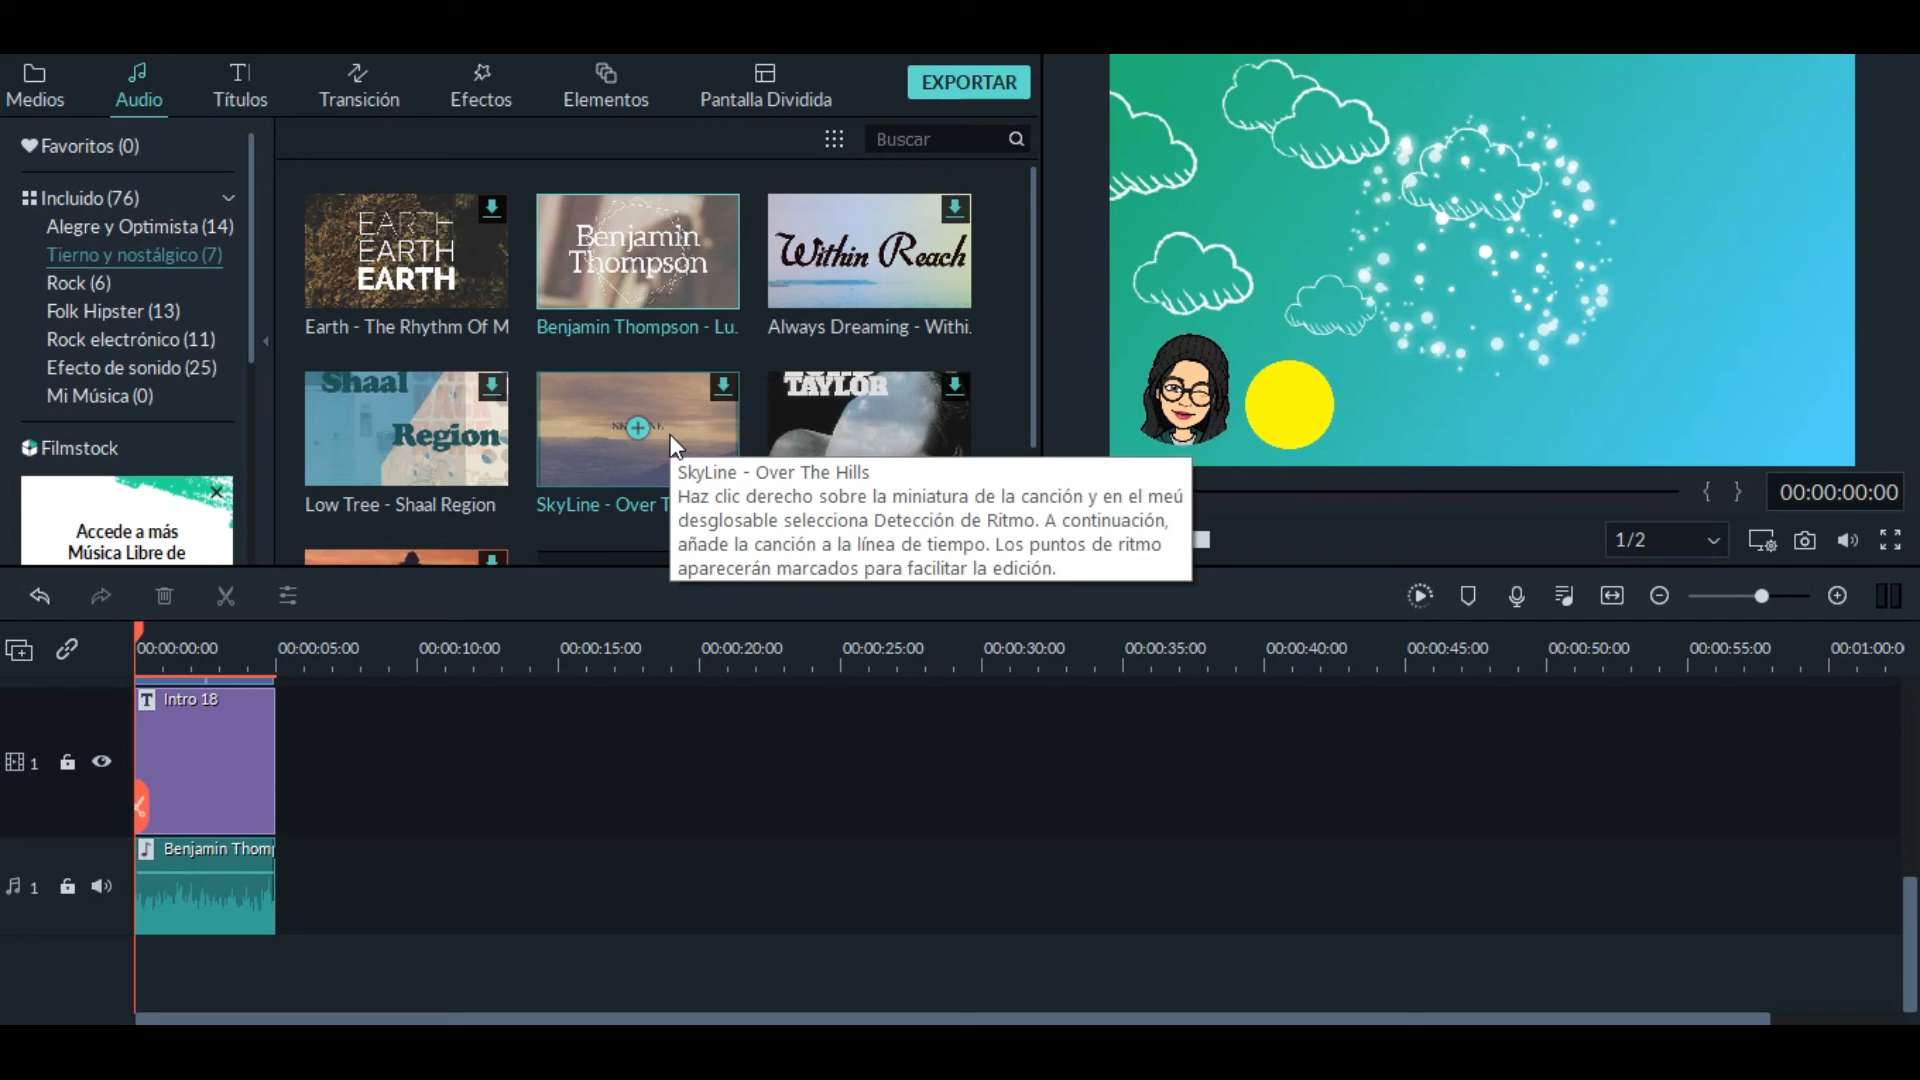 Medios
Audio
Títulos
Transición
Efectos
Elementos
Pantalla Dividida
EXPORTAR
Favoritos (0)
Buscar
Incluido (76)
Alegre y Optimista (14)
Tierno y nostálgico (7)
Rock (6)
Folk Hipster (13)
Rock electrónico (11)
Efecto de sonido (25)
Mi Música (0)
Filmstock
Accede a más
Música Libre de
EARTH
EARTH
EARTH
Earth - The Rhythm Of M
Benjamin
Thompson
Benjamin Thompson - Lu.
Within Reach
Always Dreaming - Withi.
Shaal
Region
Low Tree - Shaal Region
SkyLine - Over T
TAYLOR
SkyLine - Over The Hills
Haz clic derecho sobre la miniatura de la canción y en el meú
desglosable selecciona Detección de Ritmo. A continuación,
añade la canción a la línea de tiempo. Los puntos de ritmo
aparecerán marcados para facilitar la edición.
{ } 00:00:00:00
1/2
00:00:00:00 00:00:05:00 00:00:10:00 00:00:15:00 00:00:20:00 00:00:25:00 00:00:30:00 00:00:35:00 00:00:40:00 00:00:45:00 00:00:50:00 00:00:55:00 00:01:00:0
T Intro 18
1
Benjamin Thom
1